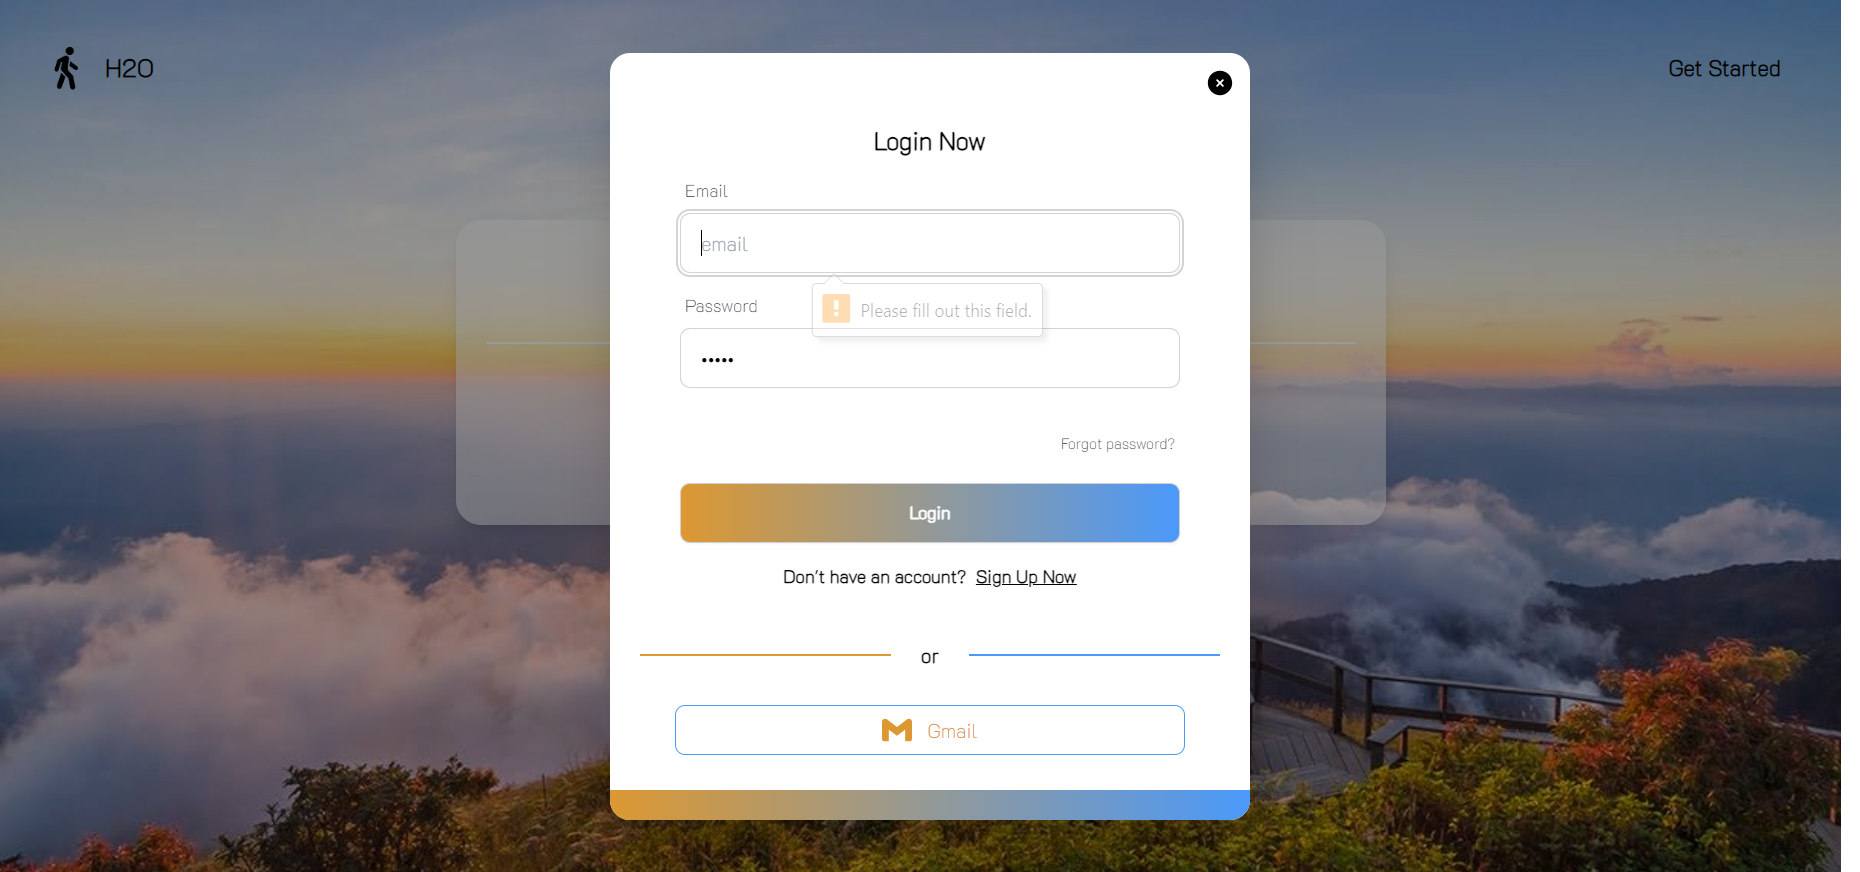 H2O
Get Started
Login Now
Email
email
Please fill out this field.
Password
•••••
Forgot password?
Login
Don't have an account? Sign Up Now
or
Gmail